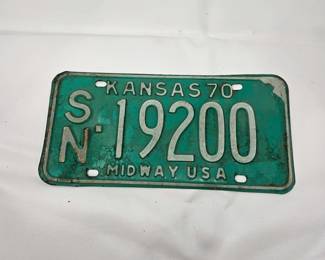 KANSAS 70
SN 19200
MIDWAY USA